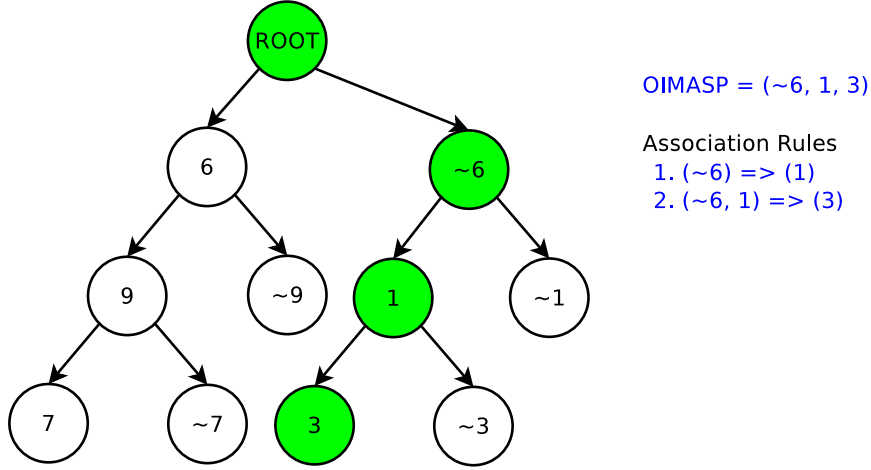 ROOT
OIMASP = (~6, 1, 3)
Association Rules
1. (~6) => (1)
2. (~6, 1) => (3)
6
~6
9
~9
1
~1
7
~7
3
~3